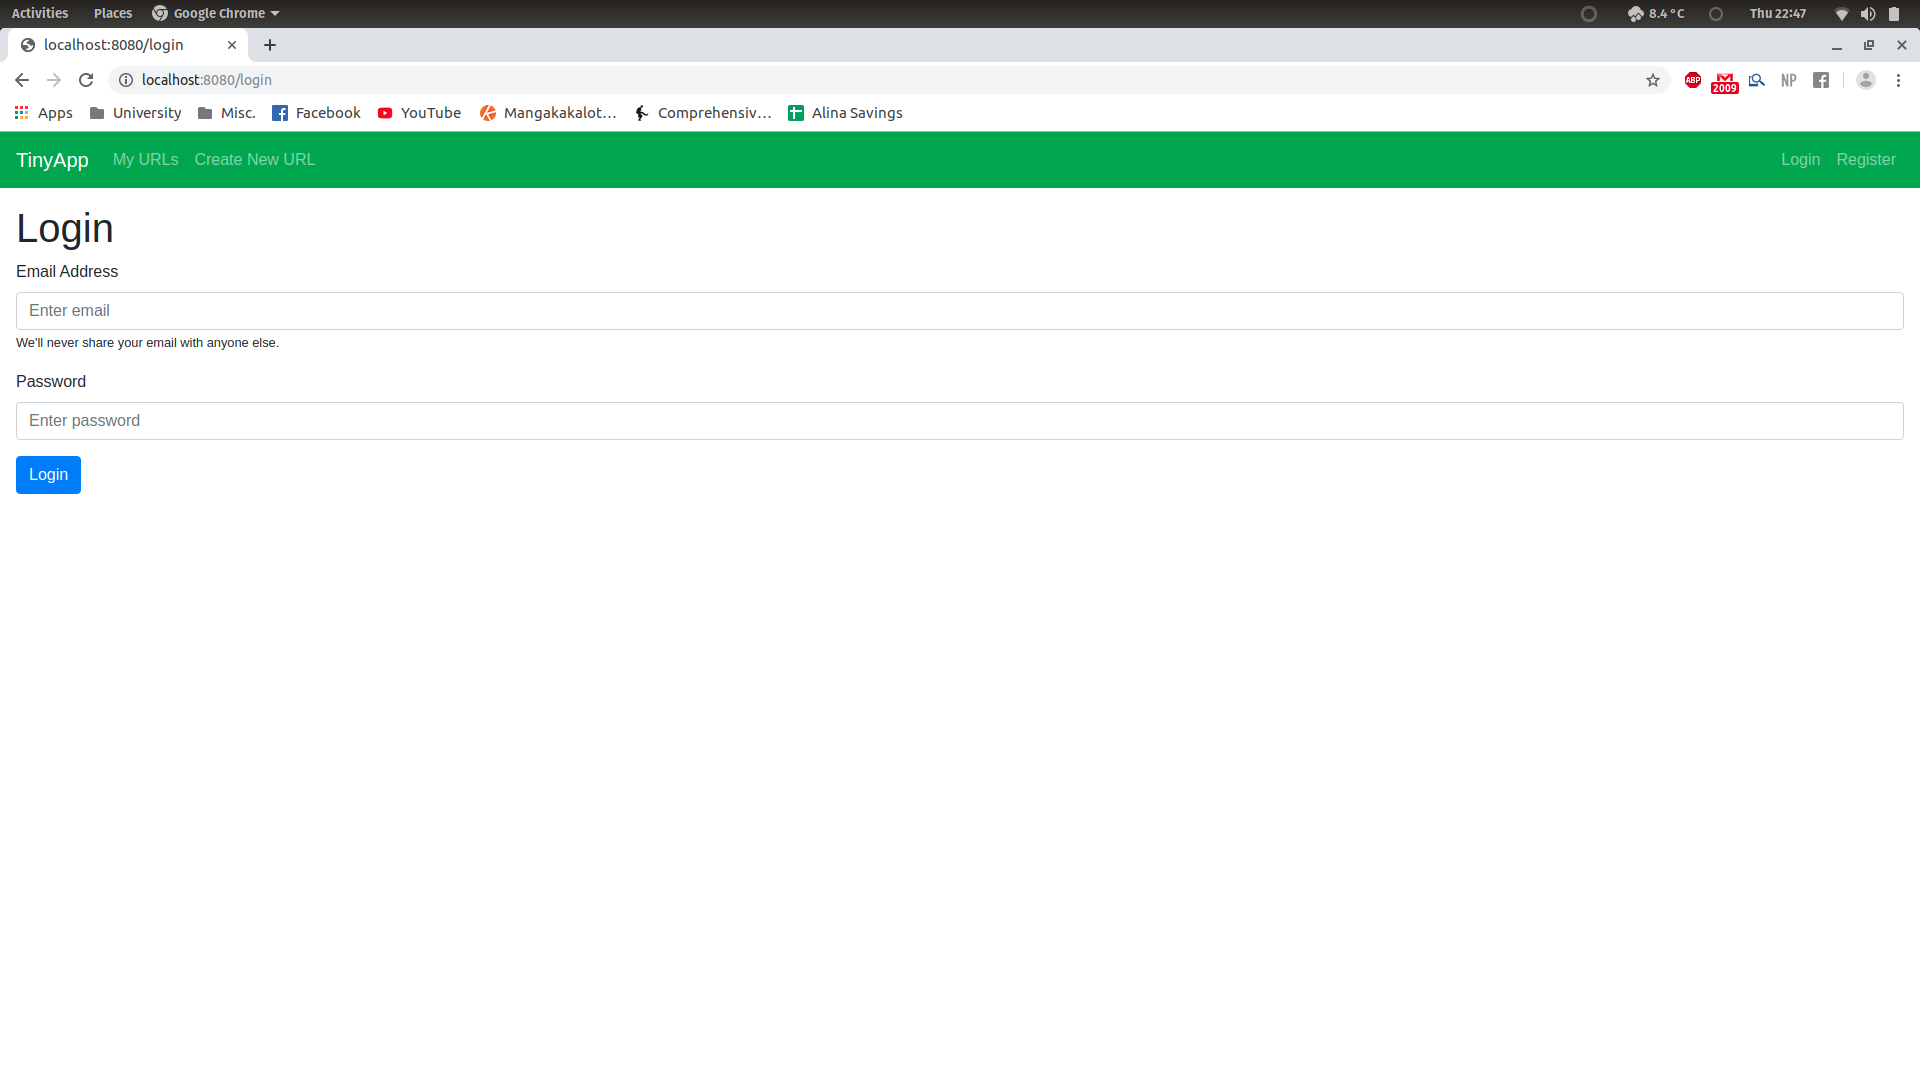 Activities Places Google Chrome 8.4 °C Thu 22:47
localhost:8080/login
localhost:8080/login ABP 2009 NP
Apps University Misc. Facebook YouTube Mangakakalot… Comprehensiv… Alina Savings
TinyApp My URLs Create New URL Login Register
Login
Email Address
Enter email
We'll never share your email with anyone else.
Password
Enter password
Login